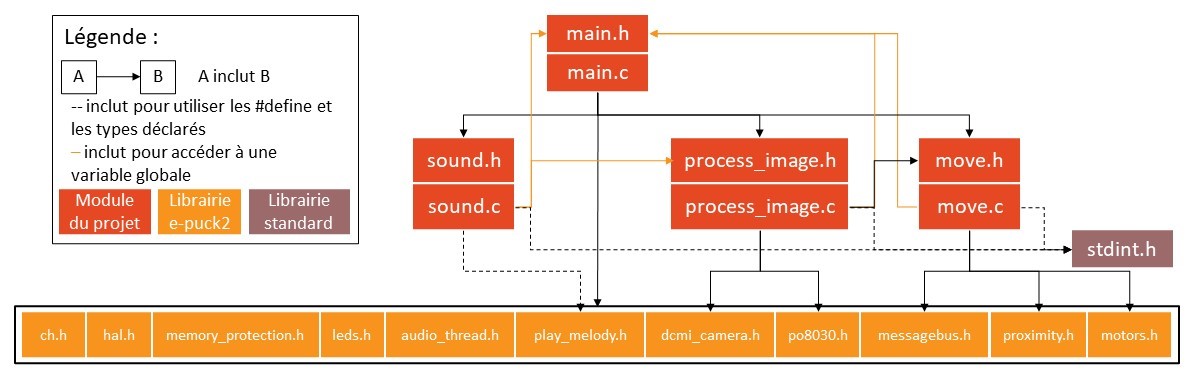 Légende :
A
B
A inclut B
-- inclut pour utiliser les #define et
les types déclarés
– inclut pour accéder à une
variable globale
Module
du projet
Librairie
e-puck2
Librairie
standard
main.h
main.c
sound.h
sound.c
process_image.h
process_image.c
move.h
move.c
stdint.h
ch.h
hal.h
memory_protection.h
leds.h
audio_thread.h
play_melody.h
dcmi_camera.h
po8030.h
messagebus.h
proximity.h
motors.h